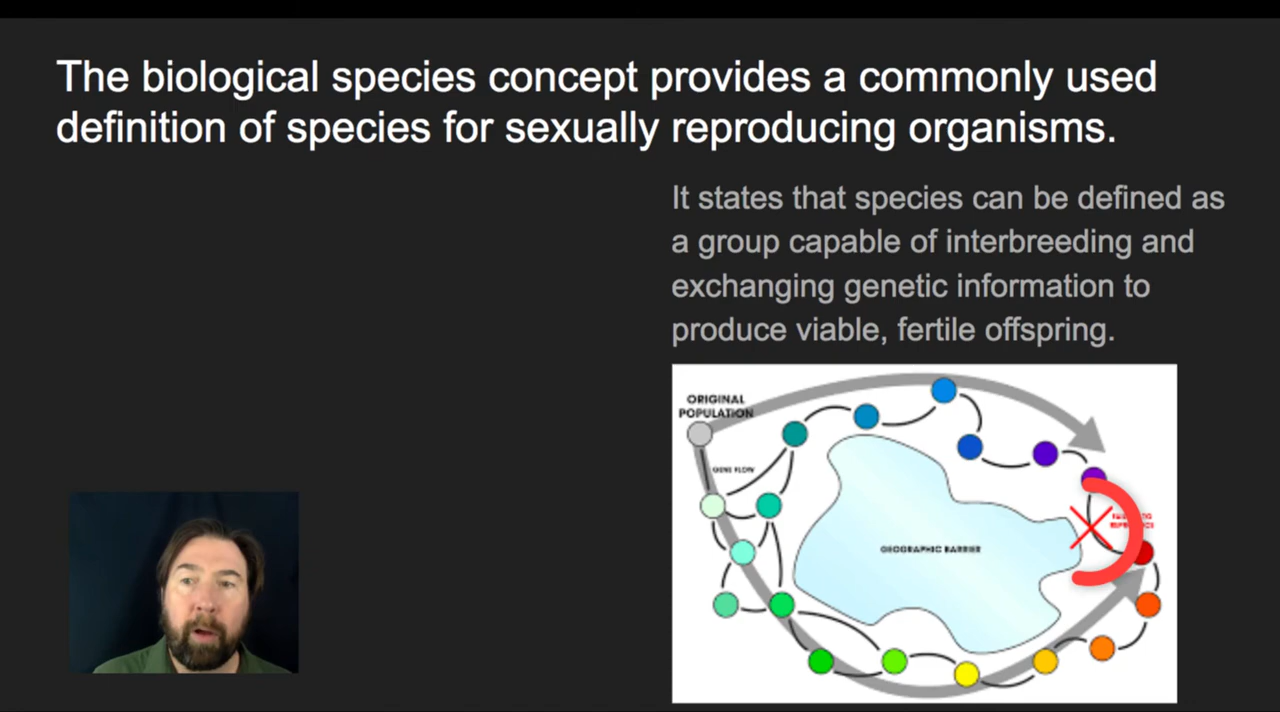 The biological species concept provides a commonly used
definition of species for sexually reproducing organisms.
It states that species can be defined as
a group capable of interbreeding and
exchanging genetic information to
produce viable, fertile offspring.
ORIGINAL
POPULATION
GENE FLOW
GEOGRAPHIC BARRIER